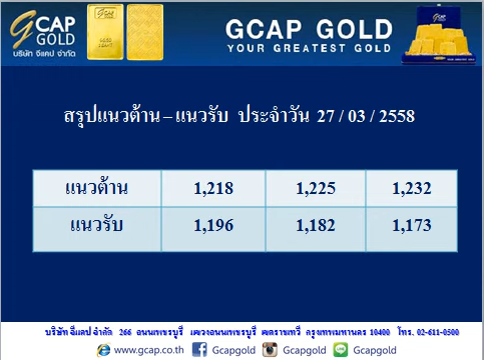 GCAP
GOLD
บริษัท จีแคป จำกัด
GCAP GOLD
YOUR GREATEST GOLD
สรุปแนวต้าน – แนวรับ ประจำวัน 27 / 03 / 2558
แนวต้าน 1,218 1,225 1,232
แนวรับ 1,196 1,182 1,173
บริษัท จีแคป จำกัด 266 ถนนเพชรบุรี แขวงถนนเพชรบุรี เขตราชเทวี กรุงเทพมหานคร 10400 โทร. 02-611-0500
www.gcap.co.th Gcapgold Gcapgold Gcapgold